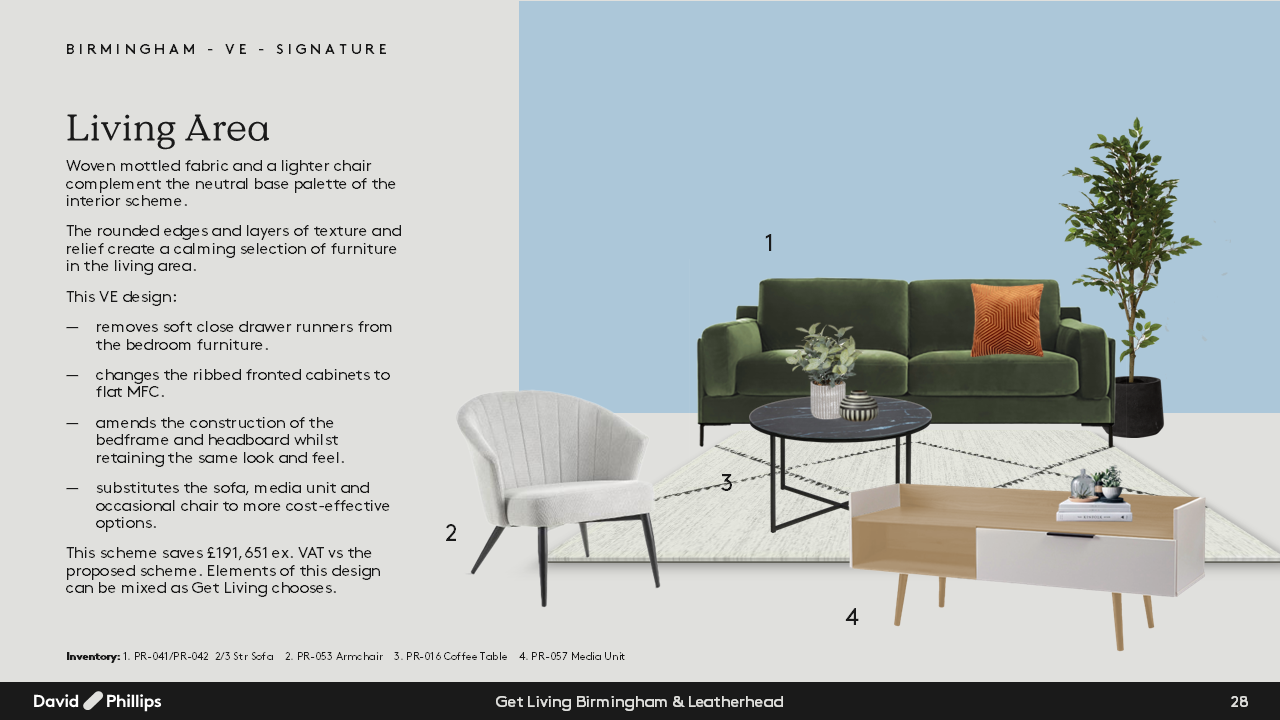 BIRMINGHAM - VE - SIGNATURE
Living Area
Woven mottled fabric and a lighter chair
complement the neutral base palette of the
interior scheme.
The rounded edges and layers of texture and
relief create a calming selection of furniture
in the living area.
This VE design:
— removes soft close drawer runners from
the bedroom furniture.
— changes the ribbed fronted cabinets to
flat MFC.
— amends the construction of the
bedframe and headboard whilst
retaining the same look and feel.
— substitutes the sofa, media unit and
occasional chair to more cost-effective
options.
This scheme saves £191,651 ex. VAT vs the
proposed scheme. Elements of this design
can be mixed as Get Living chooses.
1
2
3
4
Inventory: 1. PR-041/PR-042 2/3 Str Sofa 2. PR-053 Armchair 3. PR-016 Coffee Table 4. PR-057 Media Unit
David Phillips
Get Living Birmingham & Leatherhead
28